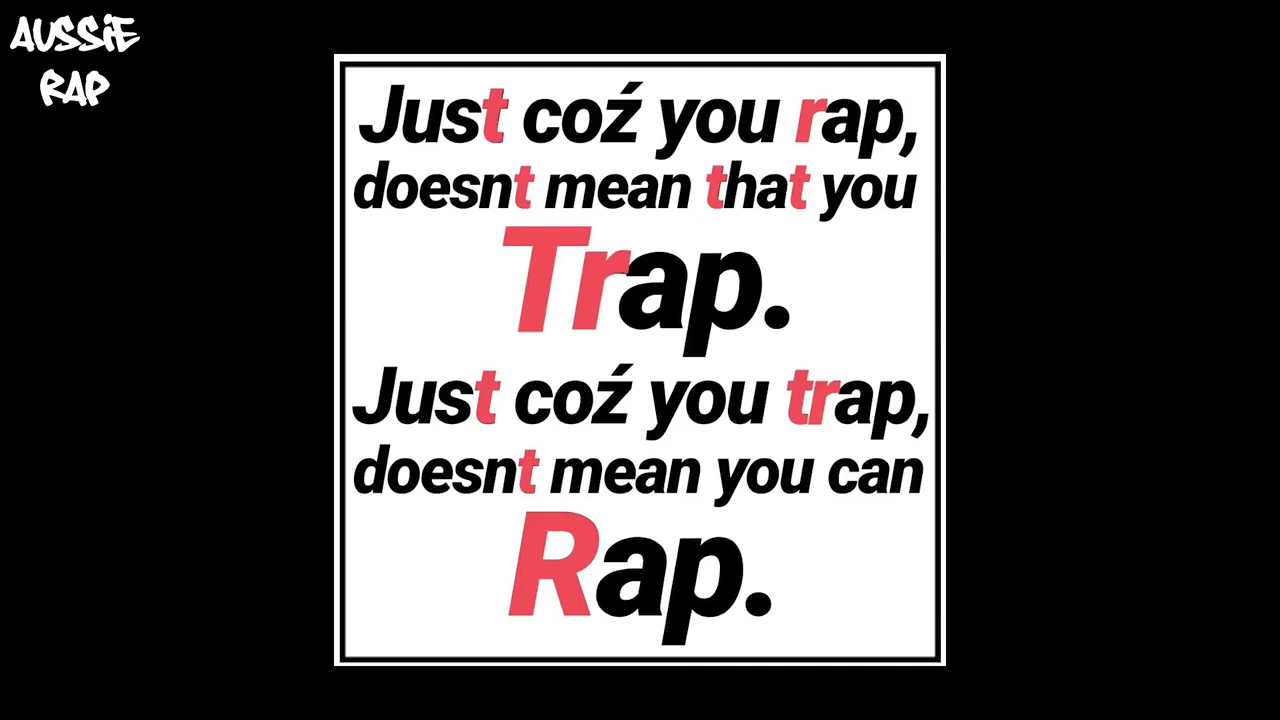 AUSSiE
RAP
Just coź you rap,
doesnt mean that you
Trap.
Just coź you trap,
doesnt mean you can
Rap.